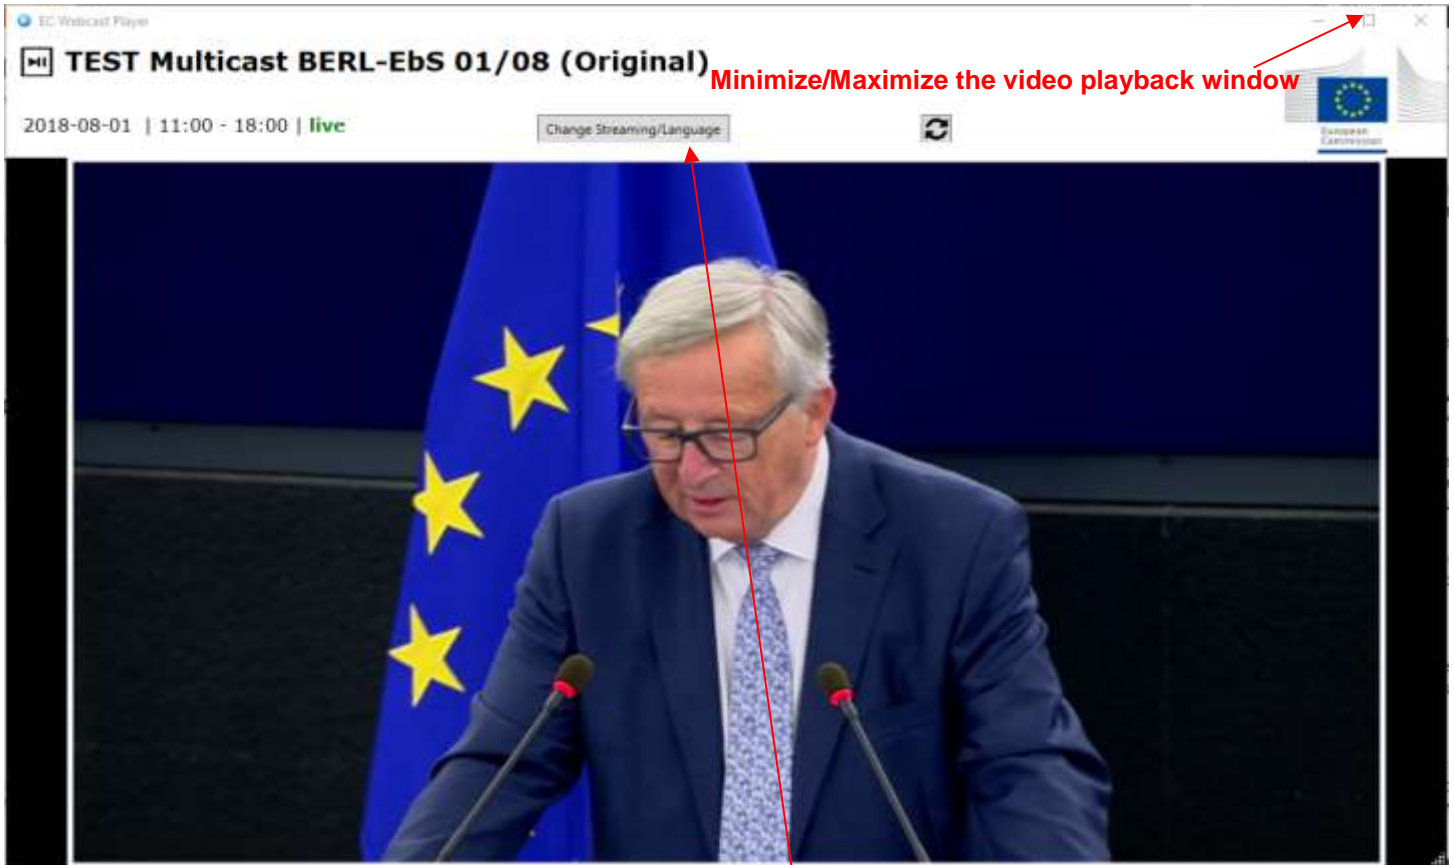 EC Webcast Player
TEST Multicast BERL-EbS 01/08 (Original)
Minimize/Maximize the video playback window
2018-08-01 | 11:00 - 18:00 | live
Change Streaming/Language
European
Commission